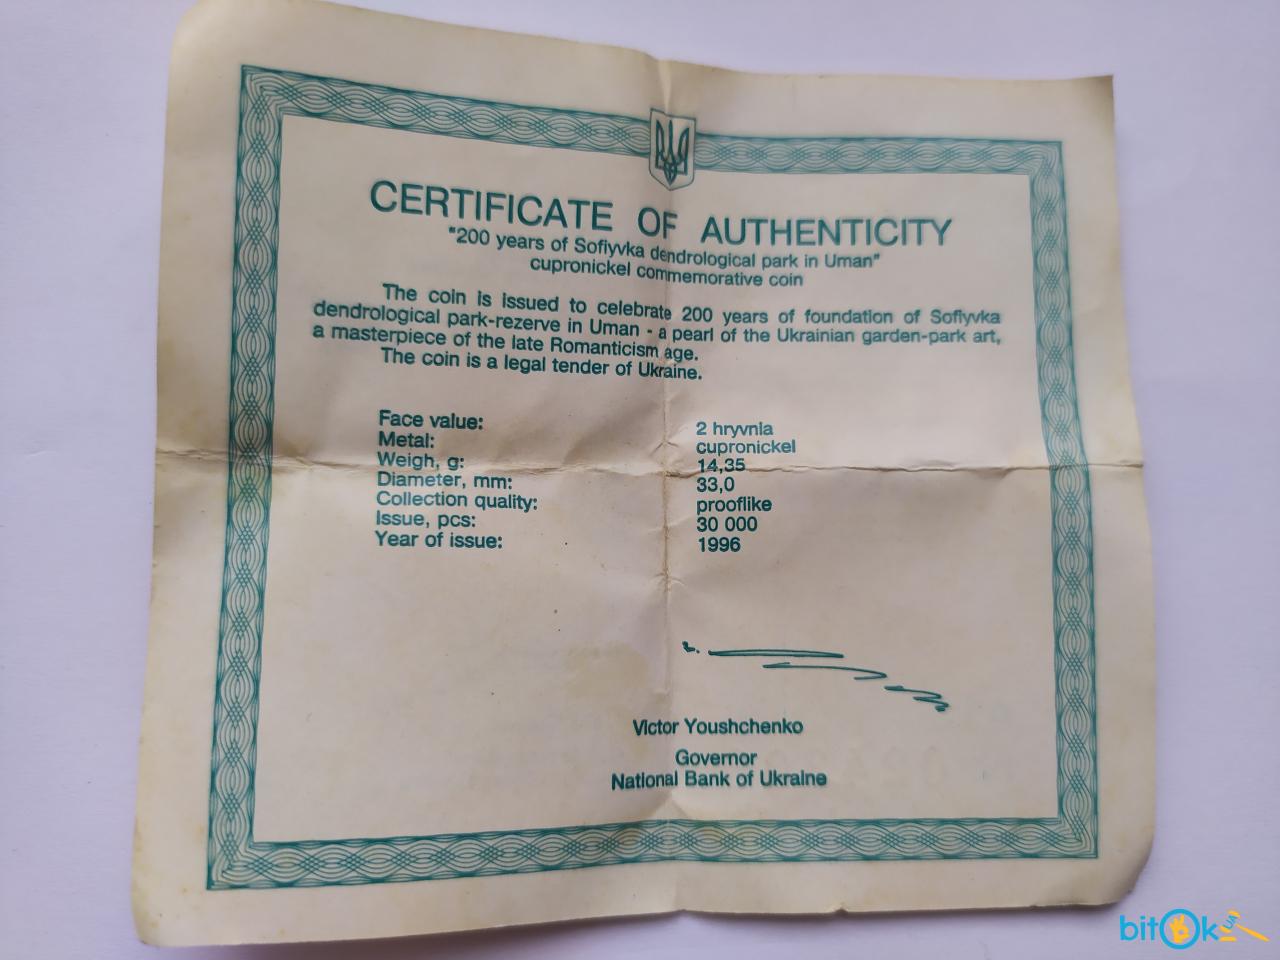 CERTIFICATE OF AUTHENTICITY
"200 years of Sofiyvka dendrological park in Uman"
cupronickel commemorative coin
The coin is issued to celebrate 200 years of foundation of Sofiyvka
dendrological park-rezerve in Uman - a pearl of the Ukrainian garden-park art,
a masterpiece of the late Romanticism age.
The coin is a legal tender of Ukraine.
Face value: 2 hryvnia
Metal: cupronickel
Weigh, g: 14,35
Diameter, mm: 33,0
Collection quality: prooflike
Issue, pcs: 30 000
Year of issue: 1996
Victor Youshchenko
Governor
National Bank of Ukraine
bitOk UA